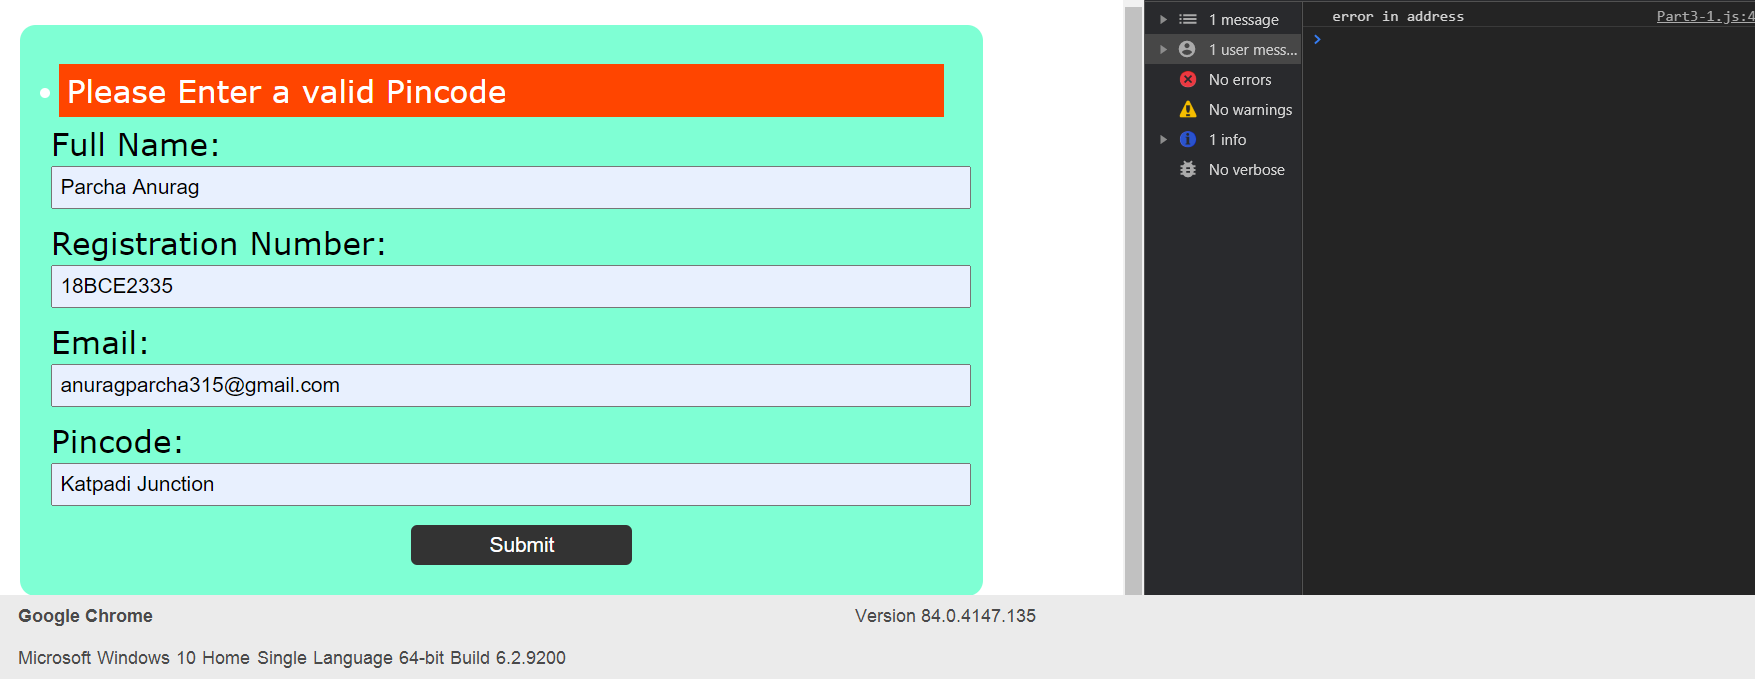 Please Enter a valid Pincode
Full Name:
Parcha Anurag
Registration Number:
18BCE2335
Email:
anuragparcha315@gmail.com
Pincode:
Katpadi Junction
Submit
1 message
1 user mess...
No errors
No warnings
1 info
No verbose
error in address Part3-1.js:4
Google Chrome Version 84.0.4147.135
Microsoft Windows 10 Home Single Language 64-bit Build 6.2.9200